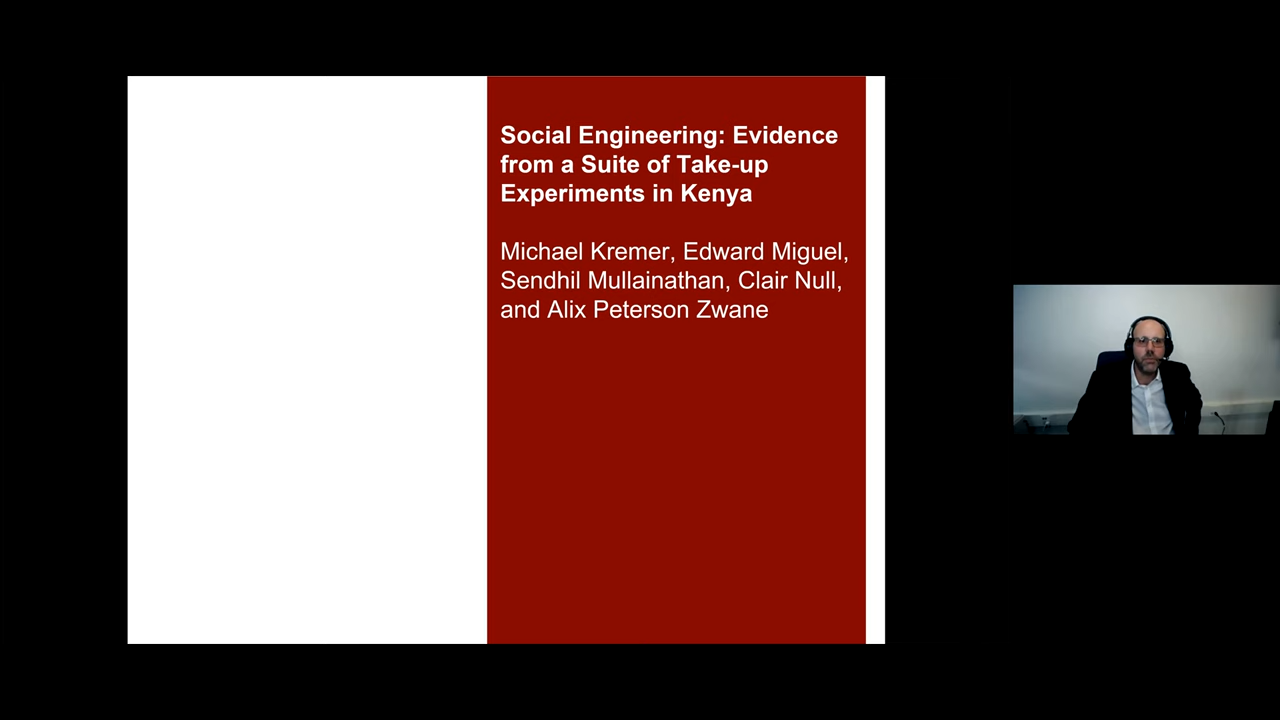 Social Engineering: Evidence
from a Suite of Take-up
Experiments in Kenya
Michael Kremer, Edward Miguel,
Sendhil Mullainathan, Clair Null,
and Alix Peterson Zwane